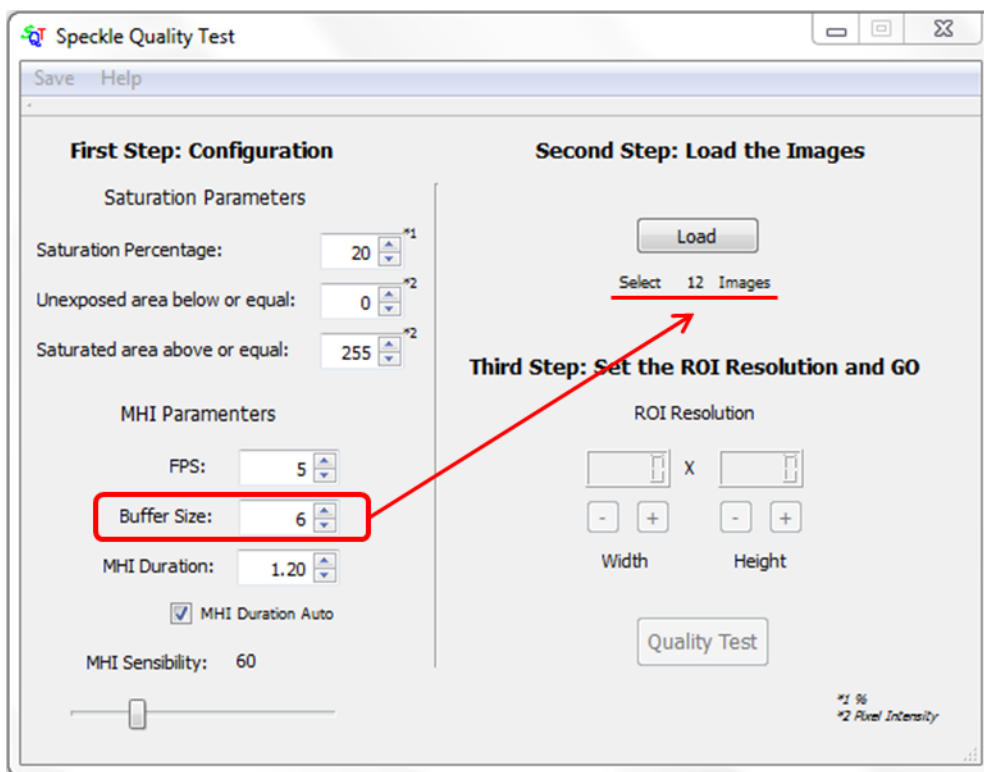 SQT Speckle Quality Test
Save Help
First Step: Configuration
Saturation Parameters
Saturation Percentage: 20 *1
Unexposed area below or equal: 0 *2
Saturated area above or equal: 255 *2
MHI Paramenters
FPS: 5
Buffer Size: 6
MHI Duration: 1.20
MHI Duration Auto
MHI Sensibility: 60
Second Step: Load the Images
Load
Select 12 Images
Third Step: Set the ROI Resolution and GO
ROI Resolution
0 X 0
- + - +
Width Height
Quality Test
*1 %
*2 Pixel Intensity